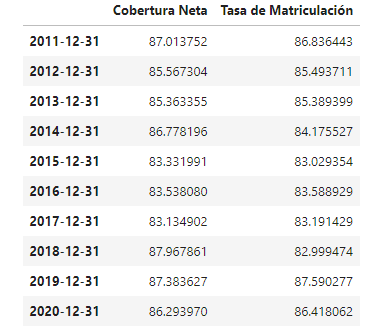 Cobertura Neta Tasa de Matriculación
2011-12-31 87.013752 86.836443
2012-12-31 85.567304 85.493711
2013-12-31 85.363355 85.389399
2014-12-31 86.778196 84.175527
2015-12-31 83.331991 83.029354
2016-12-31 83.538080 83.588929
2017-12-31 83.134902 83.191429
2018-12-31 87.967861 82.999474
2019-12-31 87.383627 87.590277
2020-12-31 86.293970 86.418062